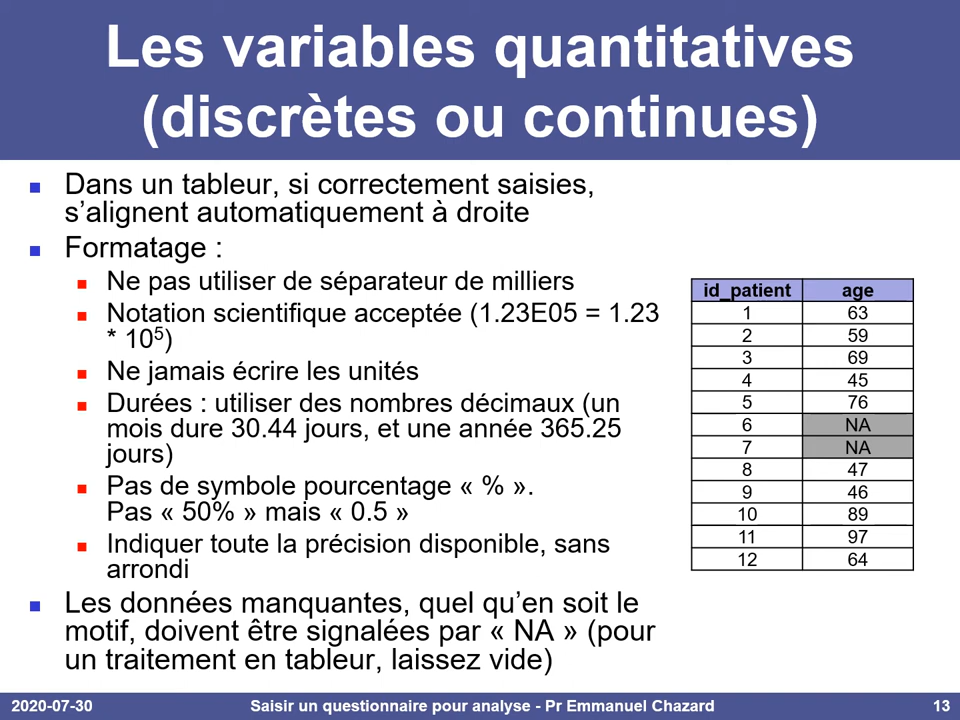 Les variables quantitatives
(discrètes ou continues)
Dans un tableur, si correctement saisies,
s’alignent automatiquement à droite
Formatage :
Ne pas utiliser de séparateur de milliers
Notation scientifique acceptée (1.23E05 = 1.23
* 10⁵)
Ne jamais écrire les unités
Durées : utiliser des nombres décimaux (un
mois dure 30.44 jours, et une année 365.25
jours)
Pas de symbole pourcentage « % ».
Pas « 50% » mais « 0.5 »
Indiquer toute la précision disponible, sans
arrondi
Les données manquantes, quel qu’en soit le
motif, doivent être signalées par « NA » (pour
un traitement en tableur, laissez vide)
id_patient age
1 63
2 59
3 69
4 45
5 76
6 NA
7 NA
8 47
9 46
10 89
11 97
12 64
2020-07-30 Saisir un questionnaire pour analyse - Pr Emmanuel Chazard 13